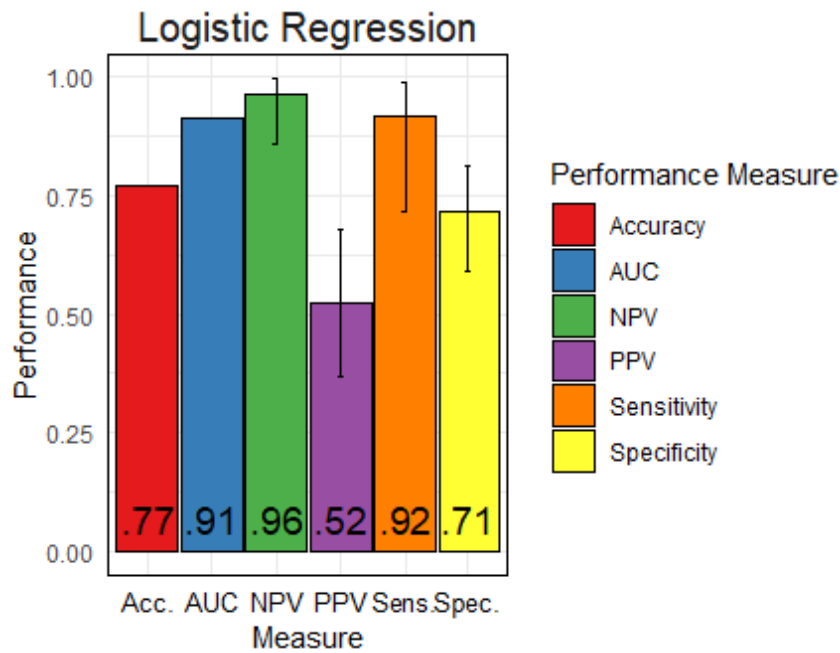 Logistic Regression
1.00
0.75
0.50
0.25
0.00
Performance
.77 .91 .96 .52 .92 .71
Acc. AUC NPV PPV Sens. Spec.
Measure
Performance Measure
Accuracy
AUC
NPV
PPV
Sensitivity
Specificity